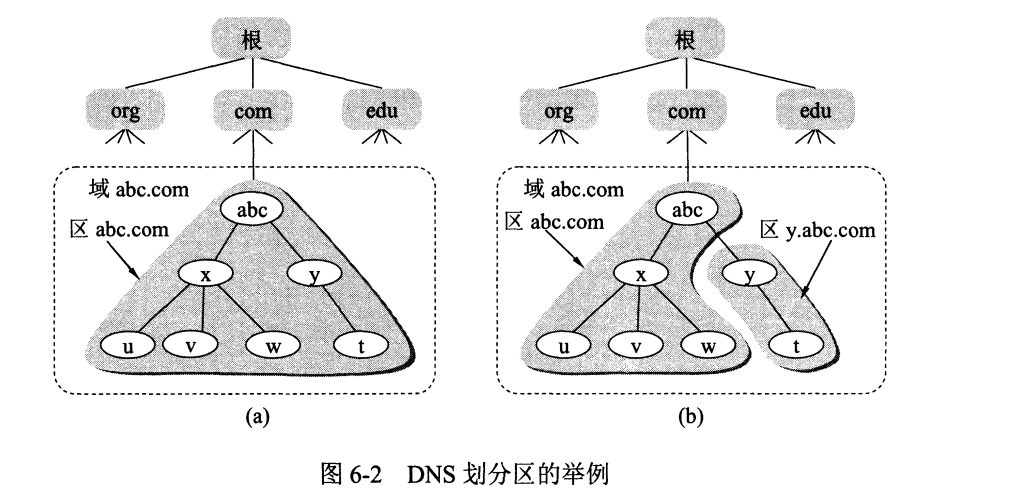 根
org com edu
域 abc.com
区 abc.com
abc
x y
u v w t
(a)
根
org com edu
域 abc.com
区 abc.com
abc
区 y.abc.com
x y
u v w t
(b)
图 6-2 DNS 划分区的举例